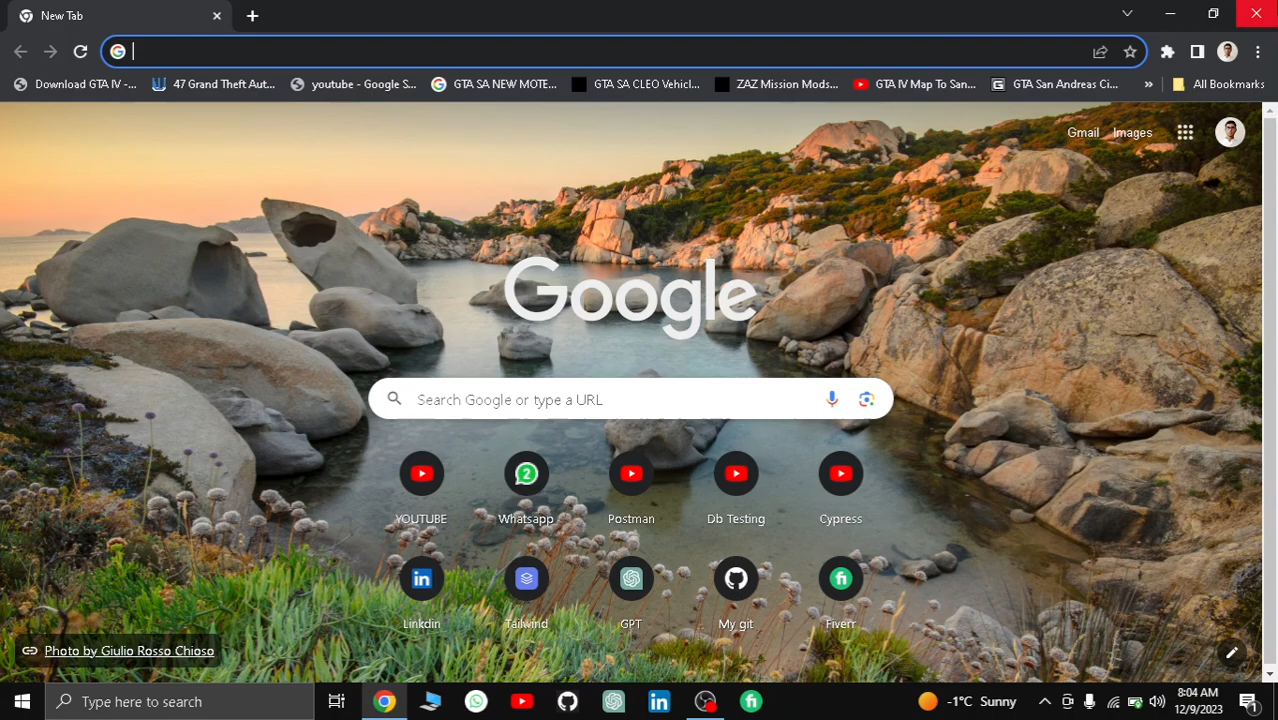 New Tab
Download GTA IV -...
47 Grand Theft Aut...
youtube - Google S...
GTA SA NEW MOTE...
GTA SA CLEO Vehicl...
ZAZ Mission Mods...
GTA IV Map To San...
GTA San Andreas Ci...
»
All Bookmarks
Gmail
Images
Google
Search Google or type a URL
2
YOUTUBE
Whatsapp
Postman
Db Testing
Cypress
Linkdin
Tailwind
GPT
My git
Fiverr
Photo by Giulio Rosso Chioso
Type here to search
-1°C Sunny
8:04 AM
12/9/2023
1